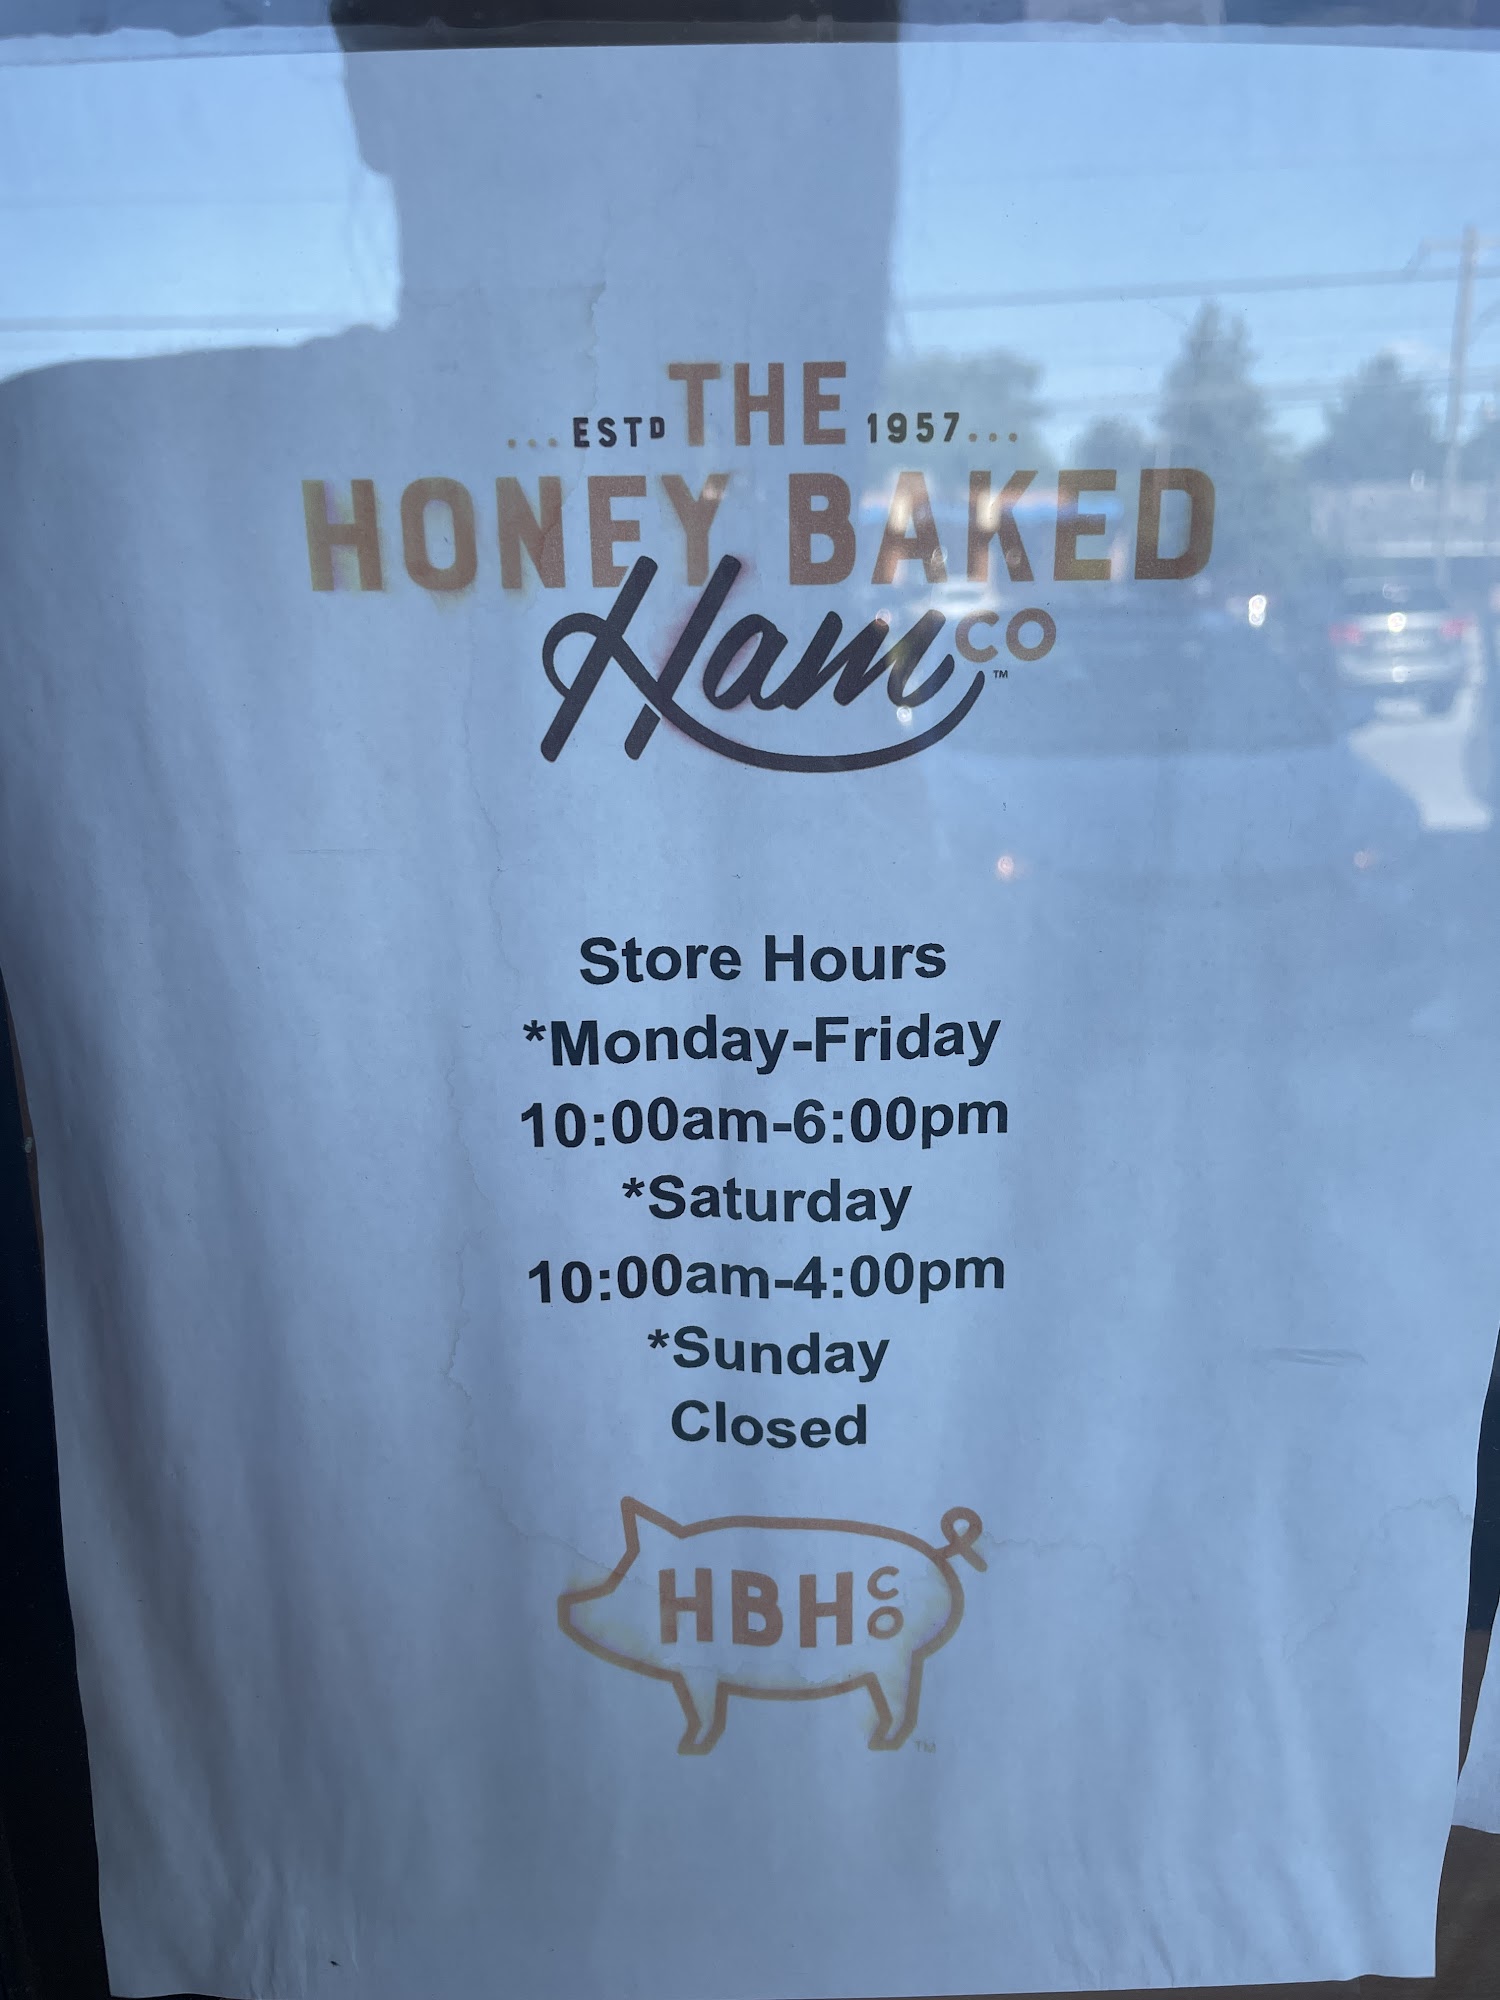 ...ESTD THE 1957...
HONEY BAKED
Ham CO
™
Store Hours
*Monday-Friday
10:00am-6:00pm
*Saturday
10:00am-4:00pm
*Sunday
Closed
HBH CO
TM